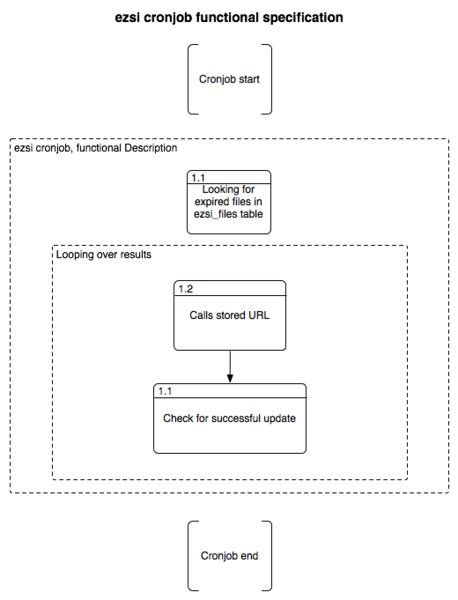 ezsi cronjob functional specification
Cronjob start
ezsi cronjob, functional Description
1.1
Looking for
expired files in
ezsi_files table
Looping over results
1.2
Calls stored URL
1.1
Check for successful update
Cronjob end